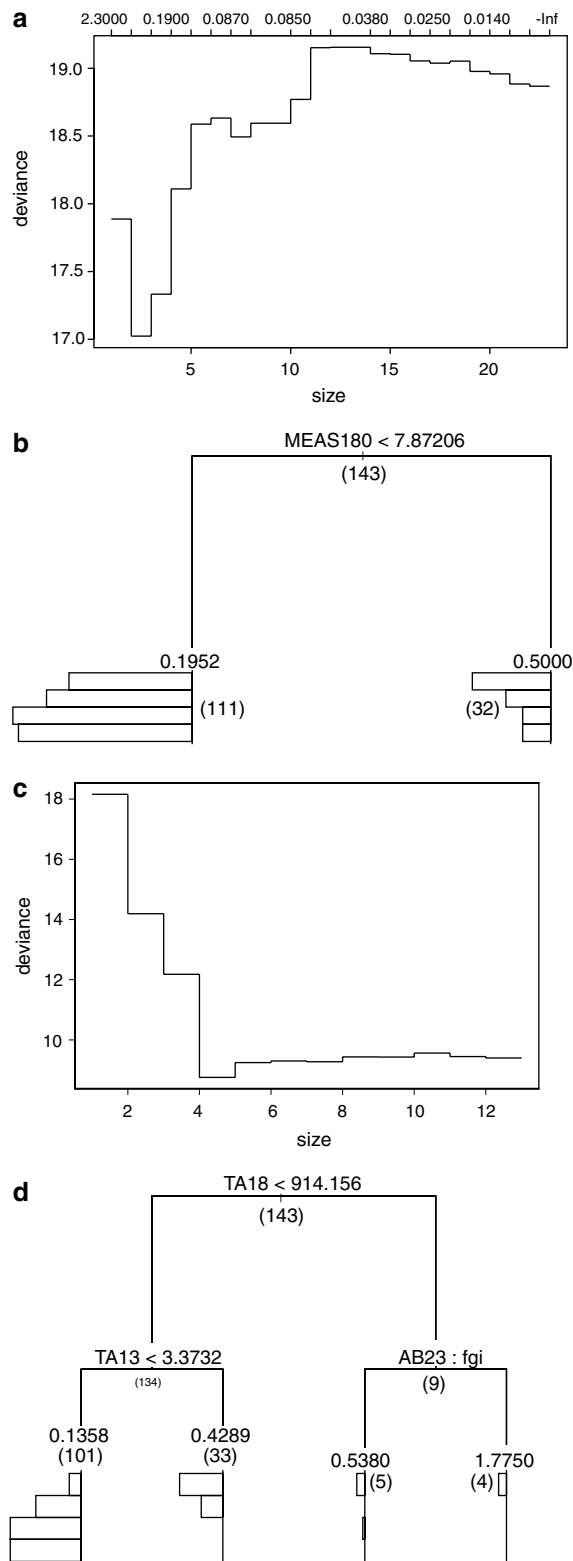 a
2.3000 0.1900 0.0870 0.0850 0.0380 0.0250 0.0140 -Inf
19.0
18.5
18.0
17.5
17.0
deviance
5 10 15 20
size
b
MEAS180 < 7.87206
(143)
0.1952 0.5000
(111) (32)
c
18
16
14
12
10
deviance
2 4 6 8 10 12
size
d
TA18 < 914.156
(143)
TA13 < 3.3732 AB23 : fgi
(134) (9)
0.1358 0.4289
(101) (33)
0.5380 1.7750
(5) (4)